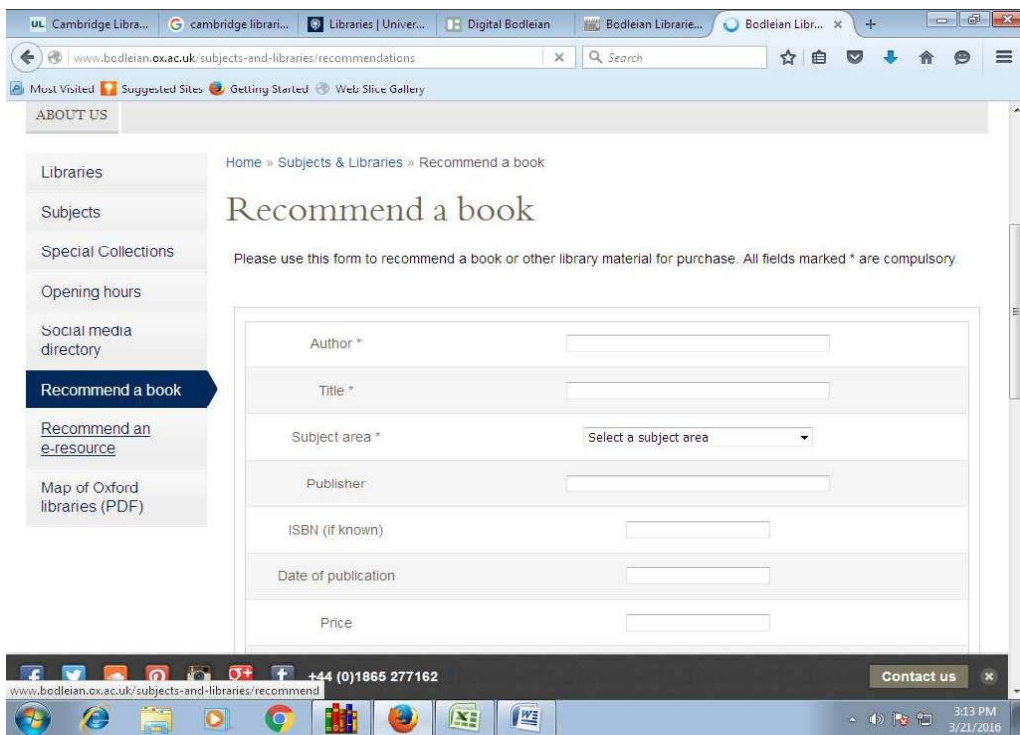 UL Cambridge Libra...
G cambridge librari...
Libraries | Univer...
Digital Bodleian
Bodleian Librarie...
Bodleian Libr...
www.bodleian.ox.ac.uk/subjects-and-libraries/recommendations
Search
Most Visited Suggested Sites Getting Started Web Slice Gallery
ABOUT US
Libraries
Subjects
Special Collections
Opening hours
Social media
directory
Recommend a book
Recommend an
e-resource
Map of Oxford
libraries (PDF)
Home » Subjects & Libraries » Recommend a book
Recommend a book
Please use this form to recommend a book or other library material for purchase. All fields marked * are compulsory.
Author *
Title *
Subject area * Select a subject area
Publisher
ISBN (if known)
Date of publication
Price
+44 (0)1865 277162
Contact us
www.bodleian.ox.ac.uk/subjects-and-libraries/recommend
3:13 PM
3/21/2016